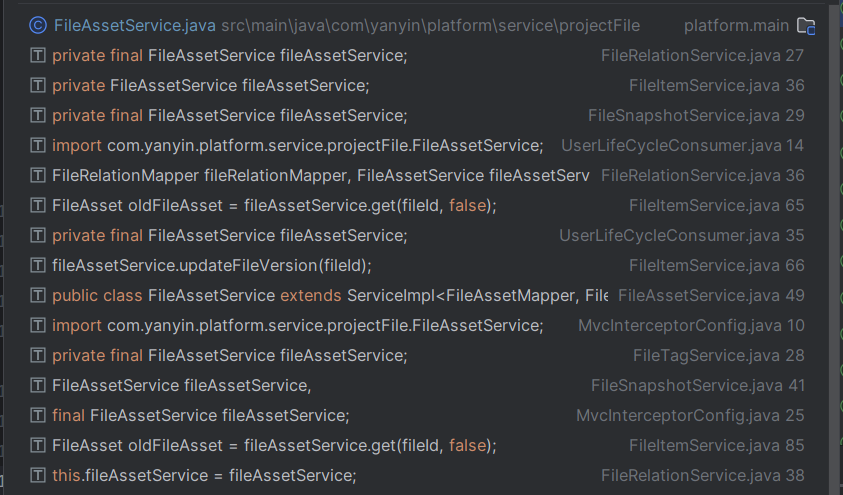 FileAssetService.java src\main\java\com\yanyin\platform\service\projectFile platform.main
private final FileAssetService fileAssetService; FileRelationService.java 27
private FileAssetService fileAssetService; FileItemService.java 36
private final FileAssetService fileAssetService; FileSnapshotService.java 29
import com.yanyin.platform.service.projectFile.FileAssetService; UserLifeCycleConsumer.java 14
FileRelationMapper fileRelationMapper, FileAssetService fileAssetServ FileRelationService.java 36
FileAsset oldFileAsset = fileAssetService.get(fileId, false); FileItemService.java 65
private final FileAssetService fileAssetService; UserLifeCycleConsumer.java 35
fileAssetService.updateFileVersion(fileId); FileItemService.java 66
public class FileAssetService extends ServiceImpl<FileAssetMapper, File FileAssetService.java 49
import com.yanyin.platform.service.projectFile.FileAssetService; MvcInterceptorConfig.java 10
private final FileAssetService fileAssetService; FileTagService.java 28
FileAssetService fileAssetService, FileSnapshotService.java 41
final FileAssetService fileAssetService; MvcInterceptorConfig.java 25
FileAsset oldFileAsset = fileAssetService.get(fileId, false); FileItemService.java 85
this.fileAssetService = fileAssetService; FileRelationService.java 38